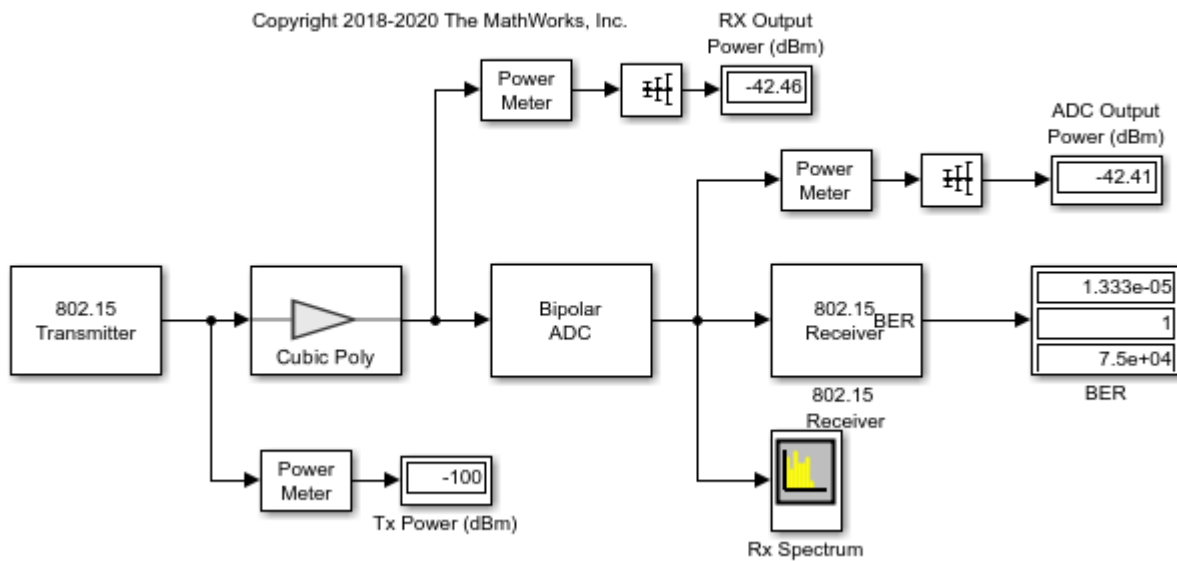 Copyright 2018-2020 The MathWorks, Inc.
RX Output
Power (dBm)
Power
Meter
-42.46
ADC Output
Power (dBm)
Power
Meter
-42.41
802.15
Transmitter
Cubic Poly
Bipolar
ADC
802.15
Receiver
BER
802.15
Receiver
1.333e-05
1
7.5e+04
BER
Power
Meter
-100
Tx Power (dBm)
Rx Spectrum